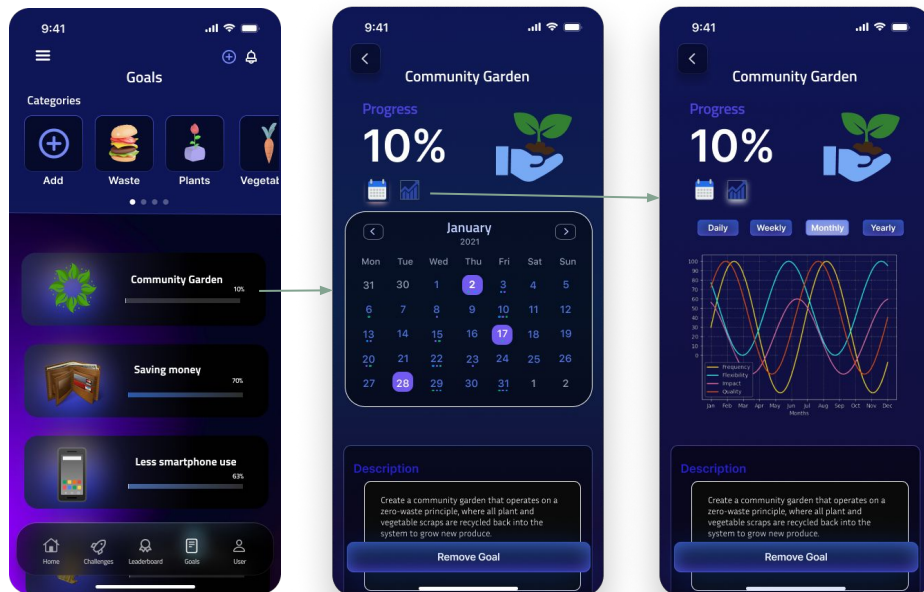 9:41
Goals
Categories
Add Waste Plants Vegetab
Community Garden
10%
Saving money
70%
Less smartphone use
63%
Home Challenges Leaderboard Goals User
9:41
Community Garden
Progress
10%
January
2021
Mon Tue Wed Thu Fri Sat Sun
31 30 1 2 3 4 5
6 7 8 9 10 11 12
13 14 15 16 17 18 19
20 21 22 23 24 25 26
27 28 29 30 31 1 2
Description
Create a community garden that operates on a
zero-waste principle, where all plant and
vegetable scraps are recycled back into the
system to grow new produce.
Remove Goal
9:41
Community Garden
Progress
10%
Daily Weekly Monthly Yearly
100
90
80
70
60
50
40
30
20
10
0
Frequency
Flexibility
Impact
Quality
Jan Feb Mar Apr May Jun Jul Aug Sep Oct Nov Dec
Months
Description
Create a community garden that operates on a
zero-waste principle, where all plant and
vegetable scraps are recycled back into the
system to grow new produce.
Remove Goal